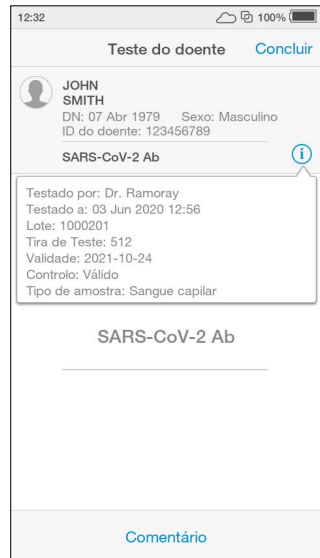 12:32 100%
Teste do doente Concluir
JOHN
SMITH
DN: 07 Abr 1979 Sexo: Masculino
ID do doente: 123456789
SARS-CoV-2 Ab i
Testado por: Dr. Ramoray
Testado a: 03 Jun 2020 12:56
Lote: 1000201
Tira de Teste: 512
Validade: 2021-10-24
Controlo: Válido
Tipo de amostra: Sangue capilar
SARS-CoV-2 Ab
Comentário